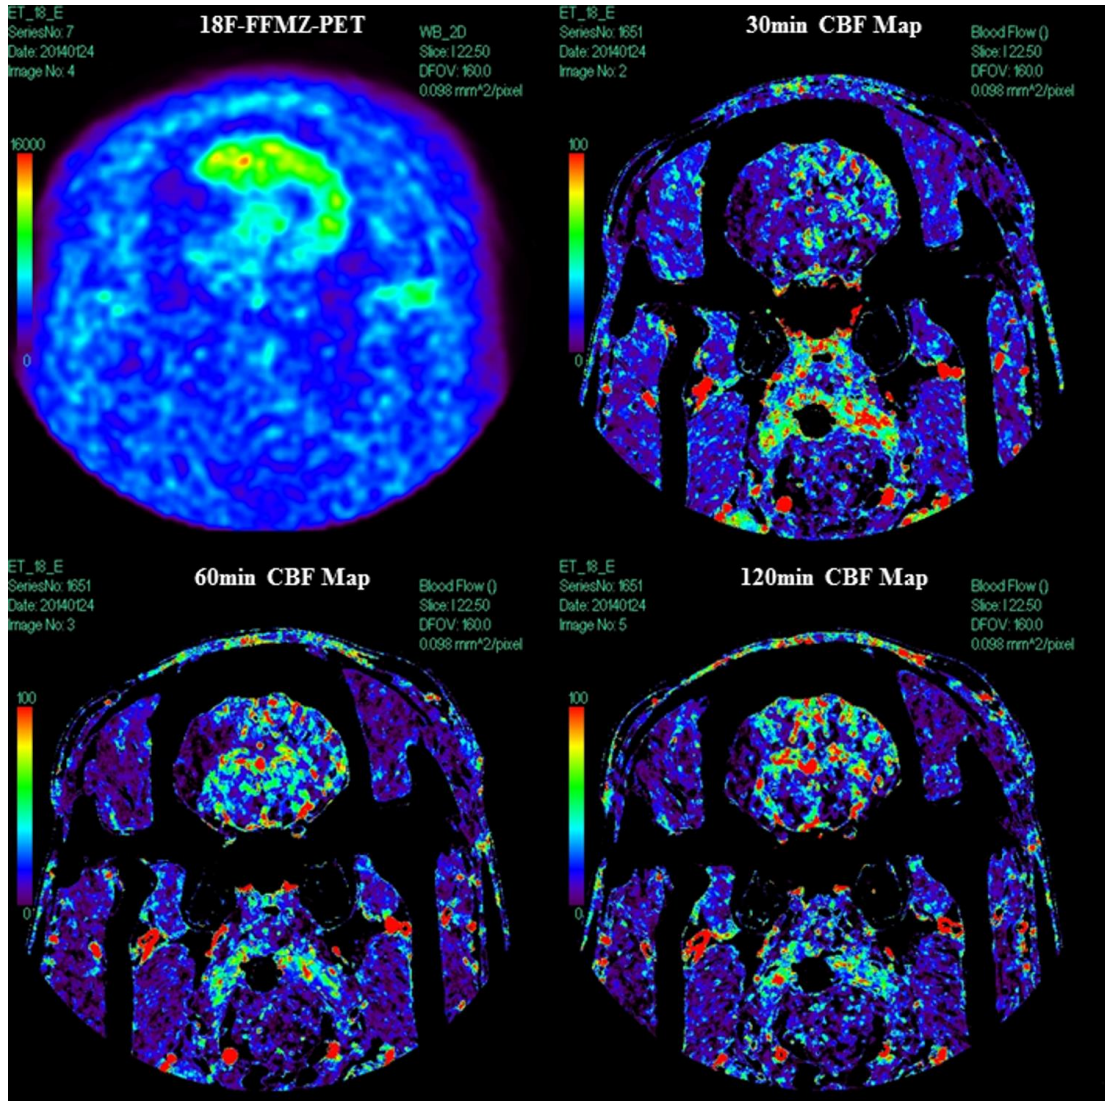 ET_18_E
SeriesNo: 7
Date: 20140124
Image No: 4
18F-FFMZ-PET
WB_2D
Slice: I 22.50
DFOV: 160.0
0.098 mm^2/pixel
16000
0
ET_18_E
SeriesNo: 1651
Date: 20140124
Image No: 2
30min CBF Map
Blood Flow ()
Slice: I 22.50
DFOV: 160.0
0.098 mm^2/pixel
100
0
ET_18_E
SeriesNo: 1651
Date: 20140124
Image No: 3
60min CBF Map
Blood Flow ()
Slice: I 22.50
DFOV: 160.0
0.098 mm^2/pixel
100
0
ET_18_E
SeriesNo: 1651
Date: 20140124
Image No: 5
120min CBF Map
Blood Flow ()
Slice: I 22.50
DFOV: 160.0
0.098 mm^2/pixel
100
0